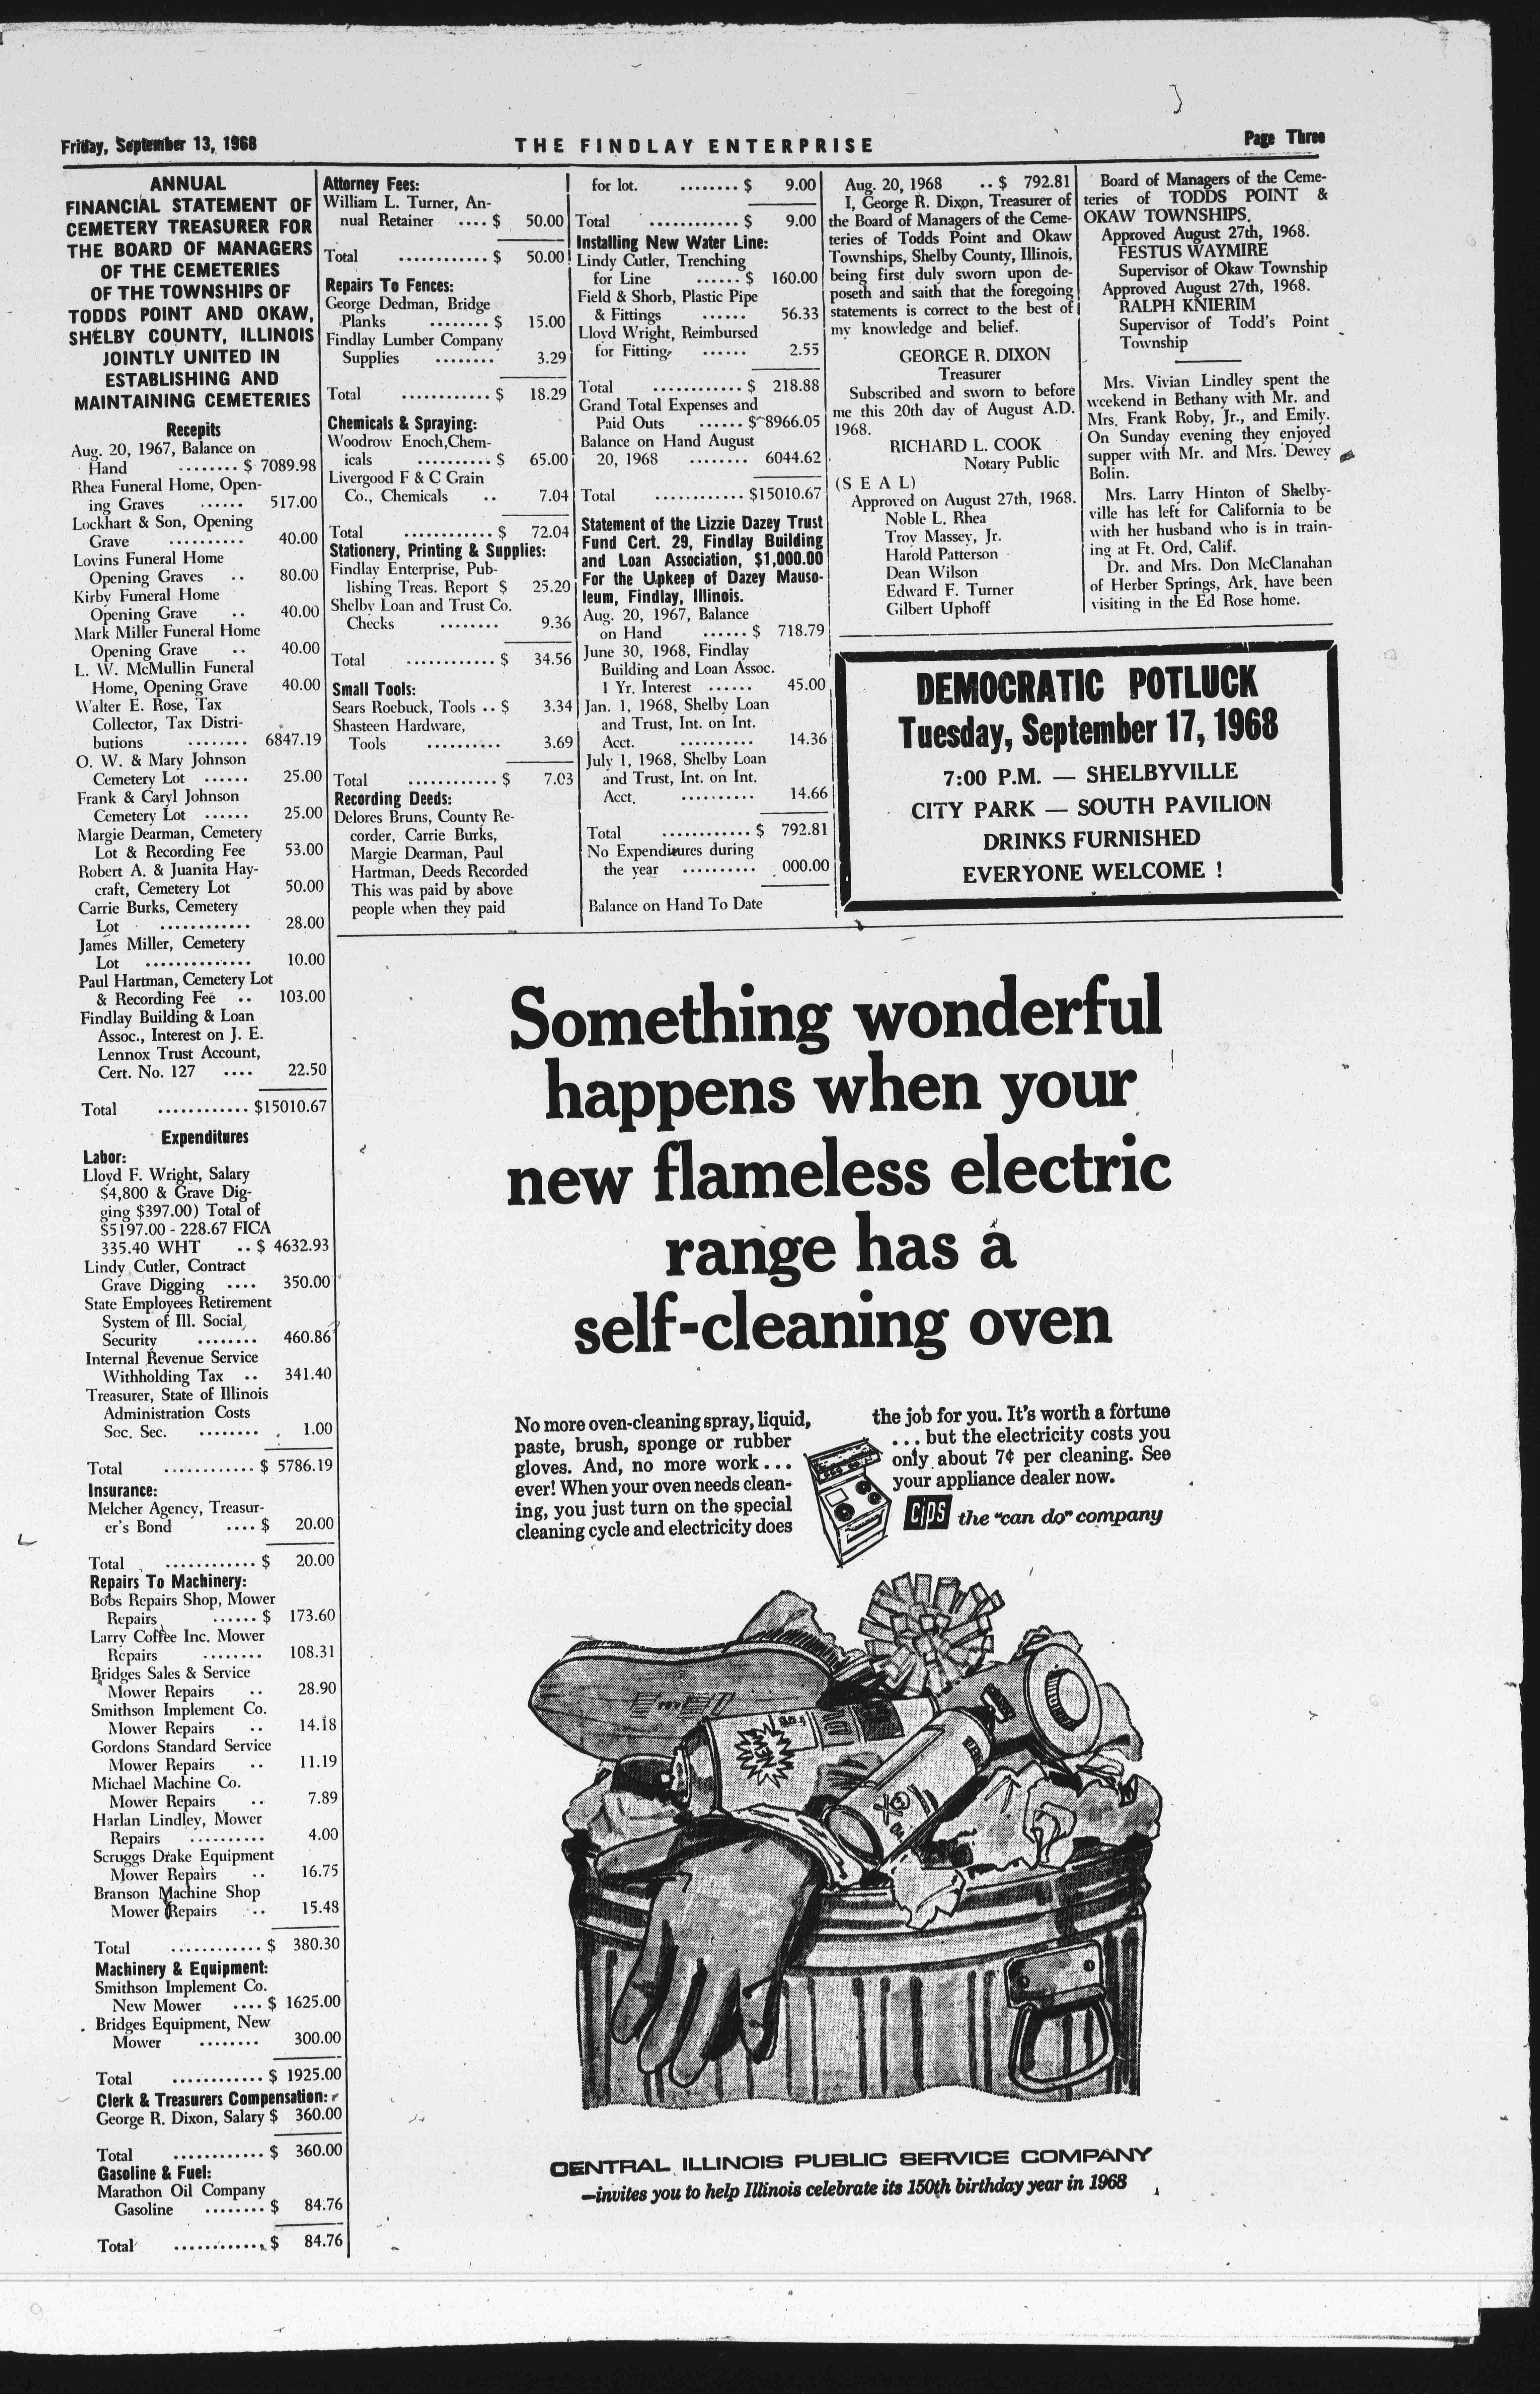 Friday, September 13, 1968
THE FINDLAY ENTERPRISE
Page Three
ANNUAL
FINANCIAL STATEMENT OF
CEMETERY TREASURER FOR
THE BOARD OF MANAGERS
OF THE CEMETERIES
OF THE TOWNSHIPS OF
TODDS POINT AND OKAW,
SHELBY COUNTY, ILLINOIS
JOINTLY UNITED IN
ESTABLISHING AND
MAINTAINING CEMETERIES
Recepits
Aug. 20, 1967, Balance on
Hand ........ $ 7089.98
Rhea Funeral Home, Open-
ing Graves ...... 517.00
Lockhart & Son, Opening
Grave .......... 40.00
Lovins Funeral Home
Opening Graves .. 80.00
Kirby Funeral Home
Opening Grave .. 40.00
Mark Miller Funeral Home
Opening Grave .. 40.00
L. W. McMullin Funeral
Home, Opening Grave 40.00
Walter E. Rose, Tax
Collector, Tax Distri-
butions ........ 6847.19
O. W. & Mary Johnson
Cemetery Lot ...... 25.00
Frank & Caryl Johnson
Cemetery Lot ...... 25.00
Margie Dearman, Cemetery
Lot & Recording Fee 53.00
Robert A. & Juanita Hay-
craft, Cemetery Lot 50.00
Carrie Burks, Cemetery
Lot ............ 28.00
James Miller, Cemetery
Lot .............. 10.00
Paul Hartman, Cemetery Lot
& Recording Fee .. 103.00
Findlay Building & Loan
Assoc., Interest on J. E.
Lennox Trust Account,
Cert. No. 127 .... 22.50
Total ............ $15010.67
Expenditures
Labor:
Lloyd F. Wright, Salary
$4,800 & Grave Dig-
ging $397.00) Total of
$5197.00 - 228.67 FICA
335.40 WHT .. $ 4632.93
Lindy Cutler, Contract
Grave Digging .... 350.00
State Employees Retirement
System of Ill. Social
Security ........ 460.86
Internal Revenue Service
Withholding Tax .. 341.40
Treasurer, State of Illinois
Administration Costs
Soc. Sec. ........ 1.00
Total ............ $ 5786.19
Insurance:
Melcher Agency, Treasur-
er's Bond .... $ 20.00
Total ............ $ 20.00
Repairs To Machinery:
Bobs Repairs Shop, Mower
Repairs ...... $ 173.60
Larry Coffee Inc. Mower
Repairs ........ 108.31
Bridges Sales & Service
Mower Repairs .. 28.90
Smithson Implement Co.
Mower Repairs .. 14.18
Gordons Standard Service
Mower Repairs .. 11.19
Michael Machine Co.
Mower Repairs .. 7.89
Harlan Lindley, Mower
Repairs .......... 4.00
Scruggs Drake Equipment
Mower Repairs .. 16.75
Branson Machine Shop
Mower Repairs .. 15.48
Total ............ $ 380.30
Machinery & Equipment:
Smithson Implement Co.
New Mower .... $ 1625.00
Bridges Equipment, New
Mower ........ 300.00
Total ............ $ 1925.00
Clerk & Treasurers Compensation:
George R. Dixon, Salary $ 360.00
Total ............ $ 360.00
Gasoline & Fuel:
Marathon Oil Company
Gasoline ........ $ 84.76
Total ............ $ 84.76
Attorney Fees:
William L. Turner, An-
nual Retainer .... $ 50.00
Total ............ $ 50.00
Repairs To Fences:
George Dedman, Bridge
Planks ........ $ 15.00
Findlay Lumber Company
Supplies ........ 3.29
Total ............ $ 18.29
Chemicals & Spraying:
Woodrow Enoch,Chem-
icals .......... $ 65.00
Livergood F & C Grain
Co., Chemicals .. 7.04
Total ............ $ 72.04
Stationery, Printing & Supplies:
Findlay Enterprise, Pub-
lishing Treas. Report $ 25.20
Shelby Loan and Trust Co.
Checks ........ 9.36
Total ............ $ 34.56
Small Tools:
Sears Roebuck, Tools .. $ 3.34
Shasteen Hardware,
Tools .......... 3.69
Total ............ $ 7.03
Recording Deeds:
Delores Bruns, County Re-
corder, Carrie Burks,
Margie Dearman, Paul
Hartman, Deeds Recorded
This was paid by above
people when they paid
for lot. ........ $ 9.00
Total ............ $ 9.00
Installing New Water Line:
Lindy Cutler, Trenching
for Line ...... $ 160.00
Field & Shorb, Plastic Pipe
& Fittings ...... 56.33
Lloyd Wright, Reimbursed
for Fitting ...... 2.55
Total ............ $ 218.88
Grand Total Expenses and
Paid Outs ...... $ 8966.05
Balance on Hand August
20, 1968 ........ 6044.62
Total ............ $15010.67
Statement of the Lizzie Dazey Trust
Fund Cert. 29, Findlay Building
and Loan Association, $1,000.00
For the Upkeep of Dazey Mauso-
leum, Findlay, Illinois.
Aug. 20, 1967, Balance
on Hand ...... $ 718.79
June 30, 1968, Findlay
Building and Loan Assoc.
1 Yr. Interest ...... 45.00
Jan. 1, 1968, Shelby Loan
and Trust, Int. on Int.
Acct. .......... 14.36
July 1, 1968, Shelby Loan
and Trust, Int. on Int.
Acct. .......... 14.66
Total ............ $ 792.81
No Expenditures during
the year .......... 000.00
Balance on Hand To Date
Aug. 20, 1968 .. $ 792.81
I, George R. Dixon, Treasurer of
the Board of Managers of the Ceme-
teries of Todds Point and Okaw
Townships, Shelby County, Illinois,
being first duly sworn upon de-
poseth and saith that the foregoing
statements is correct to the best of
my knowledge and belief.
GEORGE R. DIXON
Treasurer
Subscribed and sworn to before
me this 20th day of August A.D.
1968.
RICHARD L. COOK
Notary Public
(S E A L)
Approved on August 27th, 1968.
Noble L. Rhea
Troy Massey, Jr.
Harold Patterson
Dean Wilson
Edward F. Turner
Gilbert Uphoff
Board of Managers of the Ceme-
teries of TODDS POINT &
OKAW TOWNSHIPS.
Approved August 27th, 1968.
FESTUS WAYMIRE
Supervisor of Okaw Township
Approved August 27th, 1968.
RALPH KNIERIM
Supervisor of Todd's Point
Township
Mrs. Vivian Lindley spent the
weekend in Bethany with Mr. and
Mrs. Frank Roby, Jr., and Emily.
On Sunday evening they enjoyed
supper with Mr. and Mrs. Dewey
Bolin.
Mrs. Larry Hinton of Shelby-
ville has left for California to be
with her husband who is in train-
ing at Ft. Ord, Calif.
Dr. and Mrs. Don McClanahan
of Herber Springs, Ark. have been
visiting in the Ed Rose home.
DEMOCRATIC POTLUCK
Tuesday, September 17, 1968
7:00 P.M. — SHELBYVILLE
CITY PARK — SOUTH PAVILION
DRINKS FURNISHED
EVERYONE WELCOME !
Something wonderful
happens when your
new flameless electric
range has a
self-cleaning oven
No more oven-cleaning spray, liquid,
paste, brush, sponge or rubber
gloves. And, no more work . . .
ever! When your oven needs clean-
ing, you just turn on the special
cleaning cycle and electricity does
the job for you. It's worth a fortune
. . . but the electricity costs you
only about 7¢ per cleaning. See
your appliance dealer now.
CIPS the "can do" company
NEW
CENTRAL ILLINOIS PUBLIC SERVICE COMPANY
—invites you to help Illinois celebrate its 150th birthday year in 1968